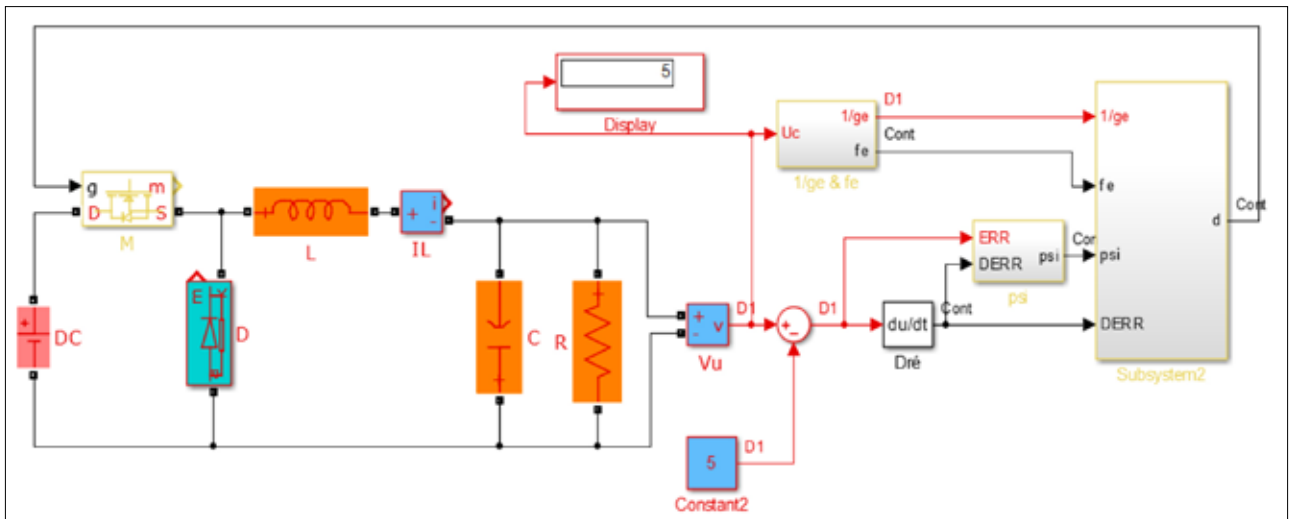 5
Display
D1
Uc
1/ge
fe
Cont
1/ge & fe
1/ge
fe
psi
DERR
d
Cont
Subsystem2
g
m
D
S
M
L
+
i
-
IL
ERR
DERR
psi
psi
DC
E
D
C
R
+
-
v
Vu
D1
D1
du/dt
Cont
Dré
5
D1
Constant2